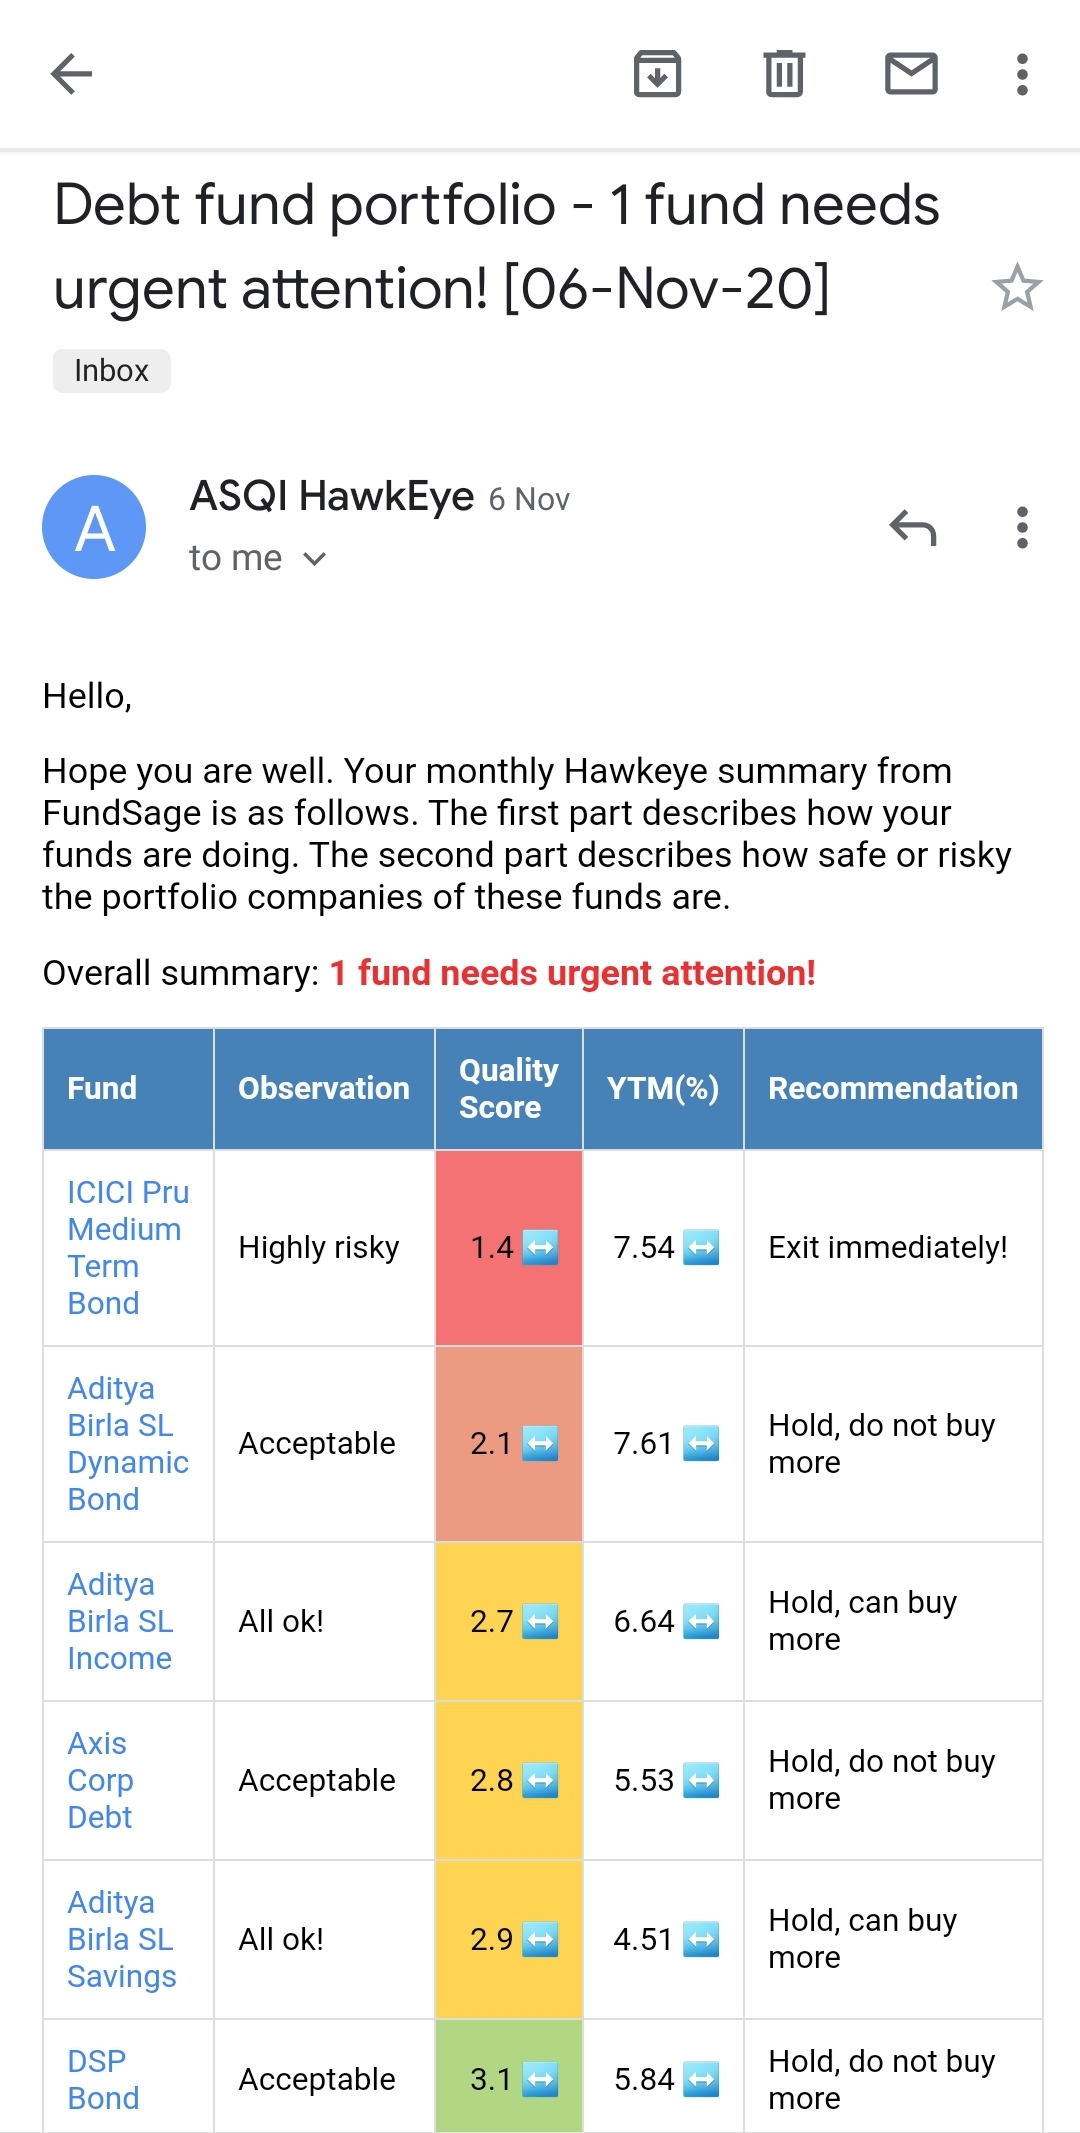 Debt fund portfolio - 1 fund needs
urgent attention! [06-Nov-20]
Inbox
A
ASQI HawkEye 6 Nov
to me
Hello,
Hope you are well. Your monthly Hawkeye summary from
FundSage is as follows. The first part describes how your
funds are doing. The second part describes how safe or risky
the portfolio companies of these funds are.
Overall summary: 1 fund needs urgent attention!
Fund
Observation
Quality
Score
YTM(%)
Recommendation
ICICI Pru
Medium
Term
Bond
Highly risky
1.4
7.54
Exit immediately!
Aditya
Birla SL
Dynamic
Bond
Acceptable
2.1
7.61
Hold, do not buy
more
Aditya
Birla SL
Income
All ok!
2.7
6.64
Hold, can buy
more
Axis
Corp
Debt
Acceptable
2.8
5.53
Hold, do not buy
more
Aditya
Birla SL
Savings
All ok!
2.9
4.51
Hold, can buy
more
DSP
Bond
Acceptable
3.1
5.84
Hold, do not buy
more